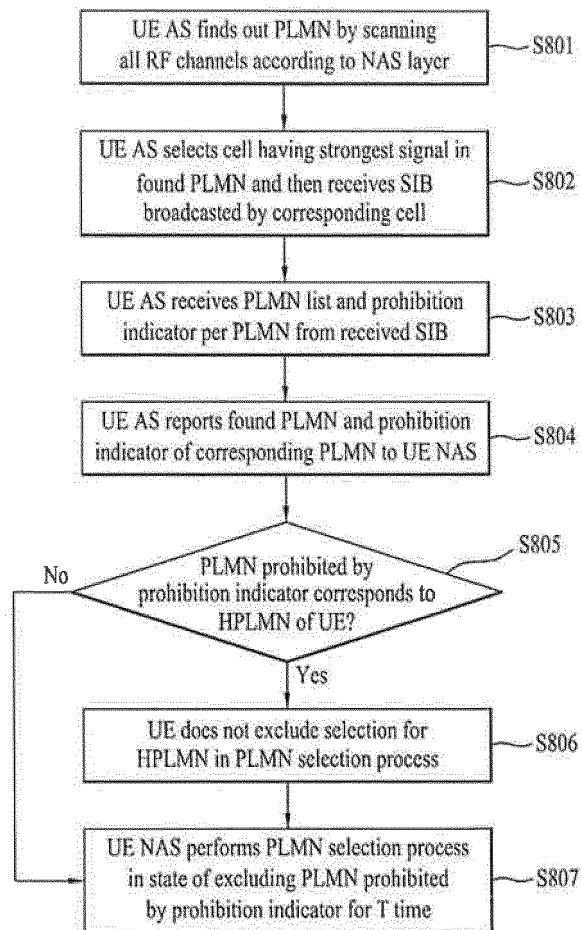 UE AS finds out PLMN by scanning
all RF channels according to NAS layer
S801
UE AS selects cell having strongest signal in
found PLMN and then receives SIB
broadcasted by corresponding cell
S802
UE AS receives PLMN list and prohibition
indicator per PLMN from received SIB
S803
UE AS reports found PLMN and prohibition
indicator of corresponding PLMN to UE NAS
S804
PLMN prohibited by
prohibition indicator corresponds to
HPLMN of UE?
S805
No
Yes
UE does not exclude selection for
HPLMN in PLMN selection process
S806
UE NAS performs PLMN selection process
in state of excluding PLMN prohibited
by prohibition indicator for T time
S807